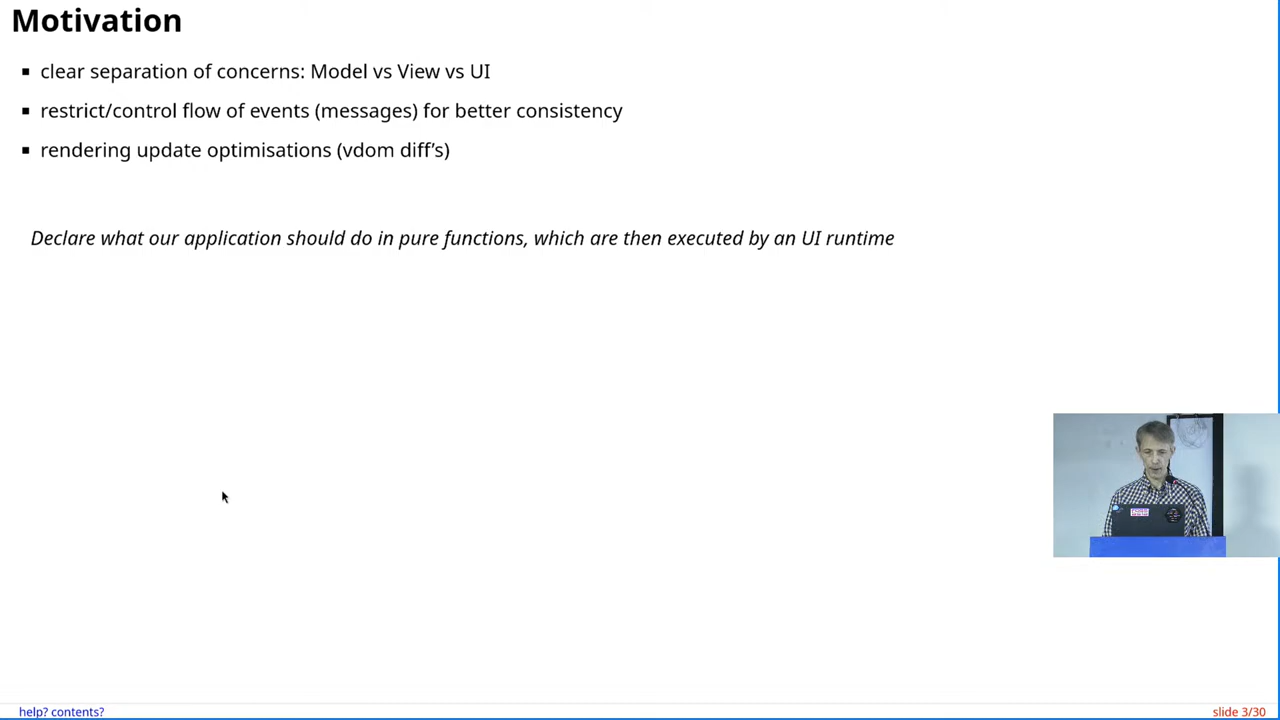 Motivation
clear separation of concerns: Model vs View vs UI
restrict/control flow of events (messages) for better consistency
rendering update optimisations (vdom diff’s)
Declare what our application should do in pure functions, which are then executed by an UI runtime
help? contents?
slide 3/30